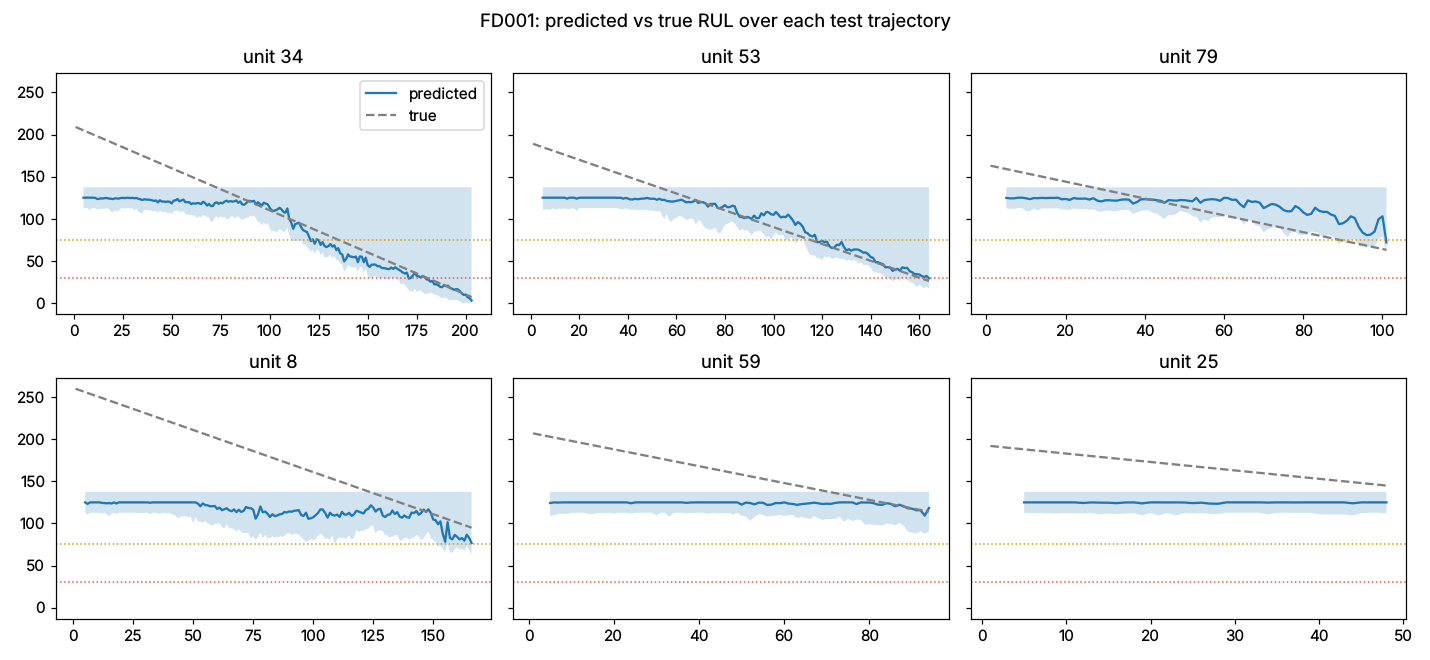 FD001: predicted vs true RUL over each test trajectory
unit 34
unit 53
unit 79
predicted
true
250
200
150
100
50
0
0 25 50 75 100 125 150 175 200
0 20 40 60 80 100 120 140 160
0 20 40 60 80 100
unit 8
unit 59
unit 25
250
200
150
100
50
0
0 25 50 75 100 125 150
0 20 40 60 80
0 10 20 30 40 50